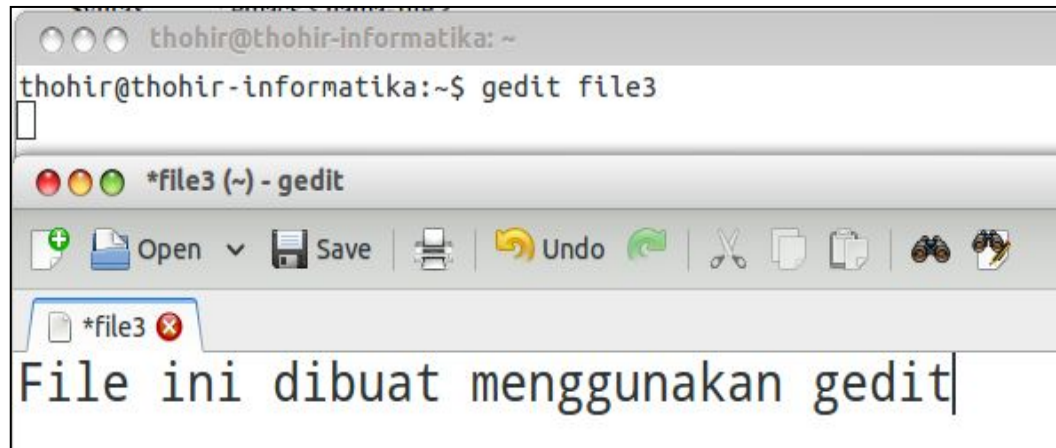 thohir@thohir-informatika: ~
thohir@thohir-informatika:~$ gedit file3
*file3 (~) - gedit
Open Save Undo
*file3
File ini dibuat menggunakan gedit